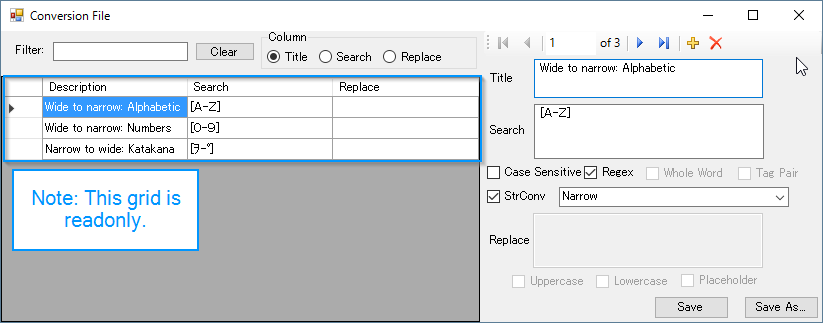 Conversion File
Filter:
Clear
Column
Title
Search
Replace
1
of 3
Description Search Replace
Wide to narrow: Alphabetic [A-Z]
Wide to narrow: Numbers [0-9]
Narrow to wide: Katakana [ｦ-ﾟ]
Note: This grid is
readonly.
Title
Wide to narrow: Alphabetic
Search
[A-Z]
Case Sensitive
Regex
Whole Word
Tag Pair
StrConv
Narrow
Replace
Uppercase
Lowercase
Placeholder
Save
Save As...